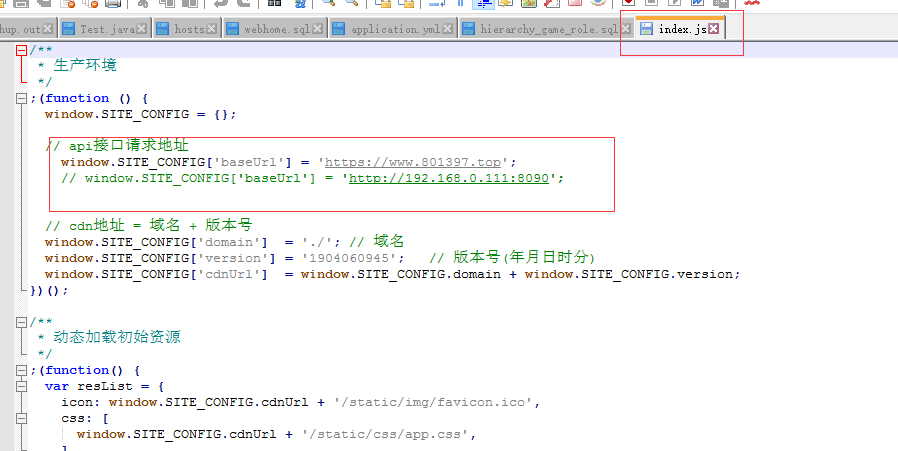 hup.out Test.java hosts webhome.sql application.yml hierarchy_game_role.sql index.js
/**
* 生产环境
*/
;(function () {
window.SITE_CONFIG = {};
// api接口请求地址
window.SITE_CONFIG['baseUrl'] = 'https://www.801397.top';
// window.SITE_CONFIG['baseUrl'] = 'http://192.168.0.111:8090';
// cdn地址 = 域名 + 版本号
window.SITE_CONFIG['domain']  = './'; // 域名
window.SITE_CONFIG['version'] = '1904060945';   // 版本号(年月日时分)
window.SITE_CONFIG['cdnUrl']  = window.SITE_CONFIG.domain + window.SITE_CONFIG.version;
})();
/**
* 动态加载初始资源
*/
;(function() {
var resList = {
icon: window.SITE_CONFIG.cdnUrl + '/static/img/favicon.ico',
css: [
window.SITE_CONFIG.cdnUrl + '/static/css/app.css',